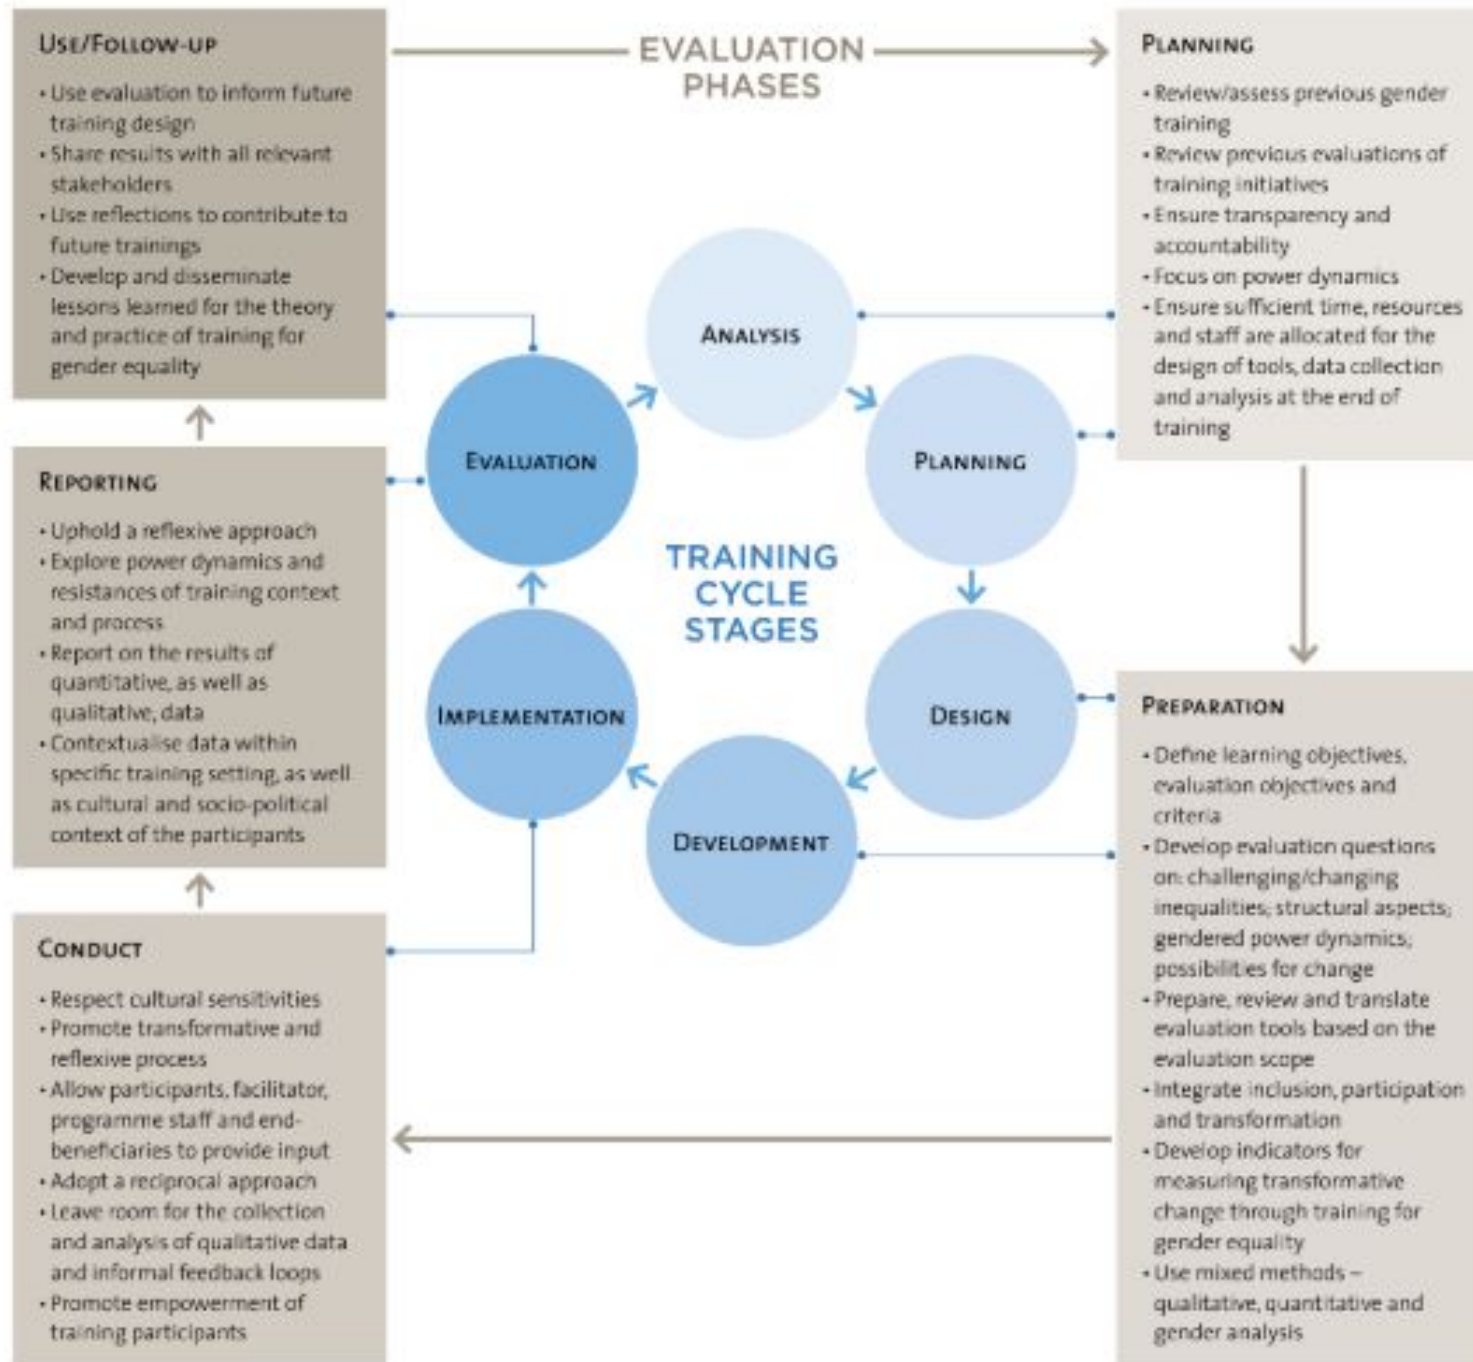 USE/FOLLOW-UP
• Use evaluation to inform future
training design
• Share results with all relevant
stakeholders
• Use reflections to contribute to
future trainings
• Develop and disseminate
lessons learned for the theory
and practice of training for
gender equality
EVALUATION
PHASES
PLANNING
• Review/assess previous gender
training
• Review previous evaluations of
training initiatives
• Ensure transparency and
accountability
• Focus on power dynamics
• Ensure sufficient time, resources
and staff are allocated for the
design of tools, data collection
and analysis at the end of
training
ANALYSIS
PLANNING
DESIGN
DEVELOPMENT
IMPLEMENTATION
EVALUATION
TRAINING
CYCLE
STAGES
REPORTING
• Uphold a reflexive approach
• Explore power dynamics and
resistances of training context
and process
• Report on the results of
quantitative, as well as
qualitative, data
• Contextualise data within
specific training setting, as well
as cultural and socio-political
context of the participants
PREPARATION
• Define learning objectives,
evaluation objectives and
criteria
• Develop evaluation questions
on: challenging/changing
inequalities; structural aspects;
gendered power dynamics;
possibilities for change
• Prepare, review and translate
evaluation tools based on the
evaluation scope
• Integrate inclusion, participation
and transformation
• Develop indicators for
measuring transformative
change through training for
gender equality
• Use mixed methods –
qualitative, quantitative and
gender analysis
CONDUCT
• Respect cultural sensitivities
• Promote transformative and
reflexive process
• Allow participants, facilitator,
programme staff and end-
beneficiaries to provide input
• Adopt a reciprocal approach
• Leave room for the collection
and analysis of qualitative data
and informal feedback loops
• Promote empowerment of
training participants